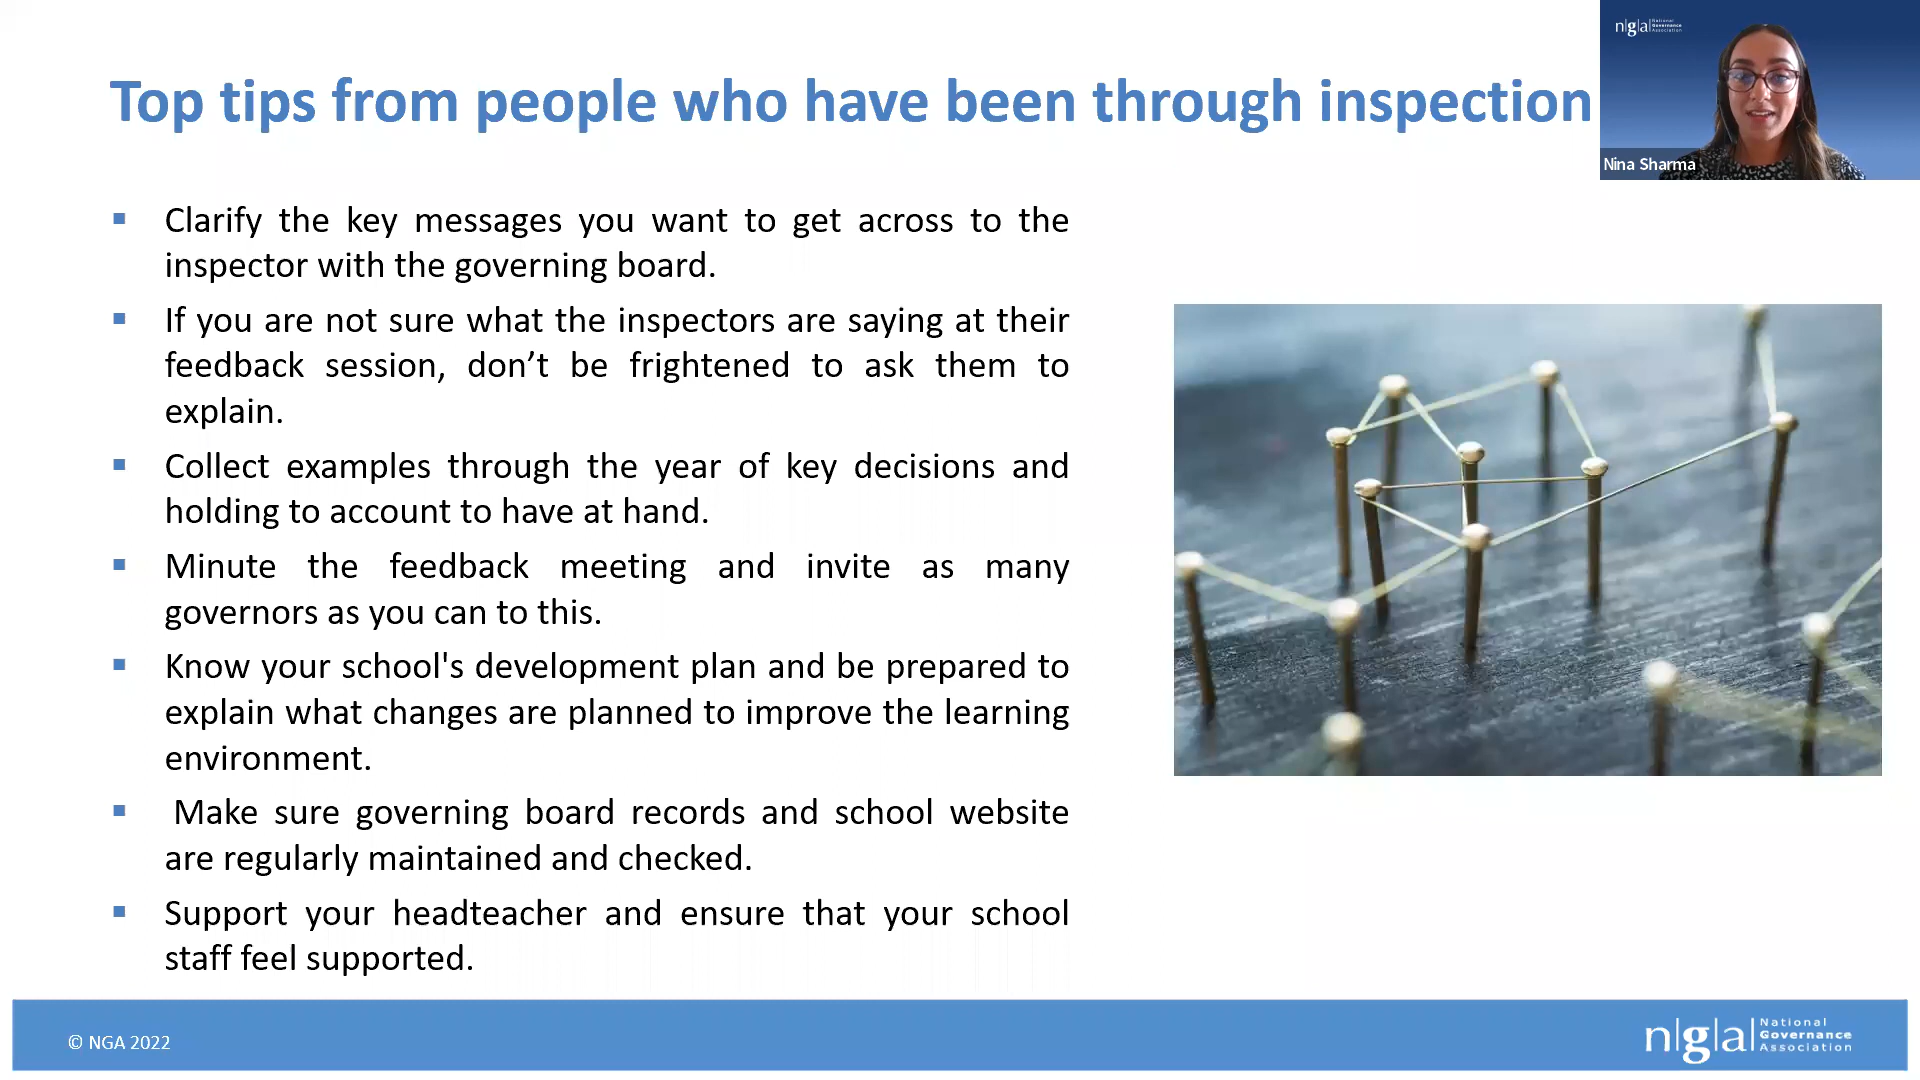 Top tips from people who have been through inspection
n|g|a| National
Governance
Association
Nina Sharma
▪ Clarify the key messages you want to get across to the
inspector with the governing board.
▪ If you are not sure what the inspectors are saying at their
feedback session, don’t be frightened to ask them to
explain.
▪ Collect examples through the year of key decisions and
holding to account to have at hand.
▪ Minute the feedback meeting and invite as many
governors as you can to this.
▪ Know your school's development plan and be prepared to
explain what changes are planned to improve the learning
environment.
▪ Make sure governing board records and school website
are regularly maintained and checked.
▪ Support your headteacher and ensure that your school
staff feel supported.
© NGA 2022
n|g|a| National
Governance
Association